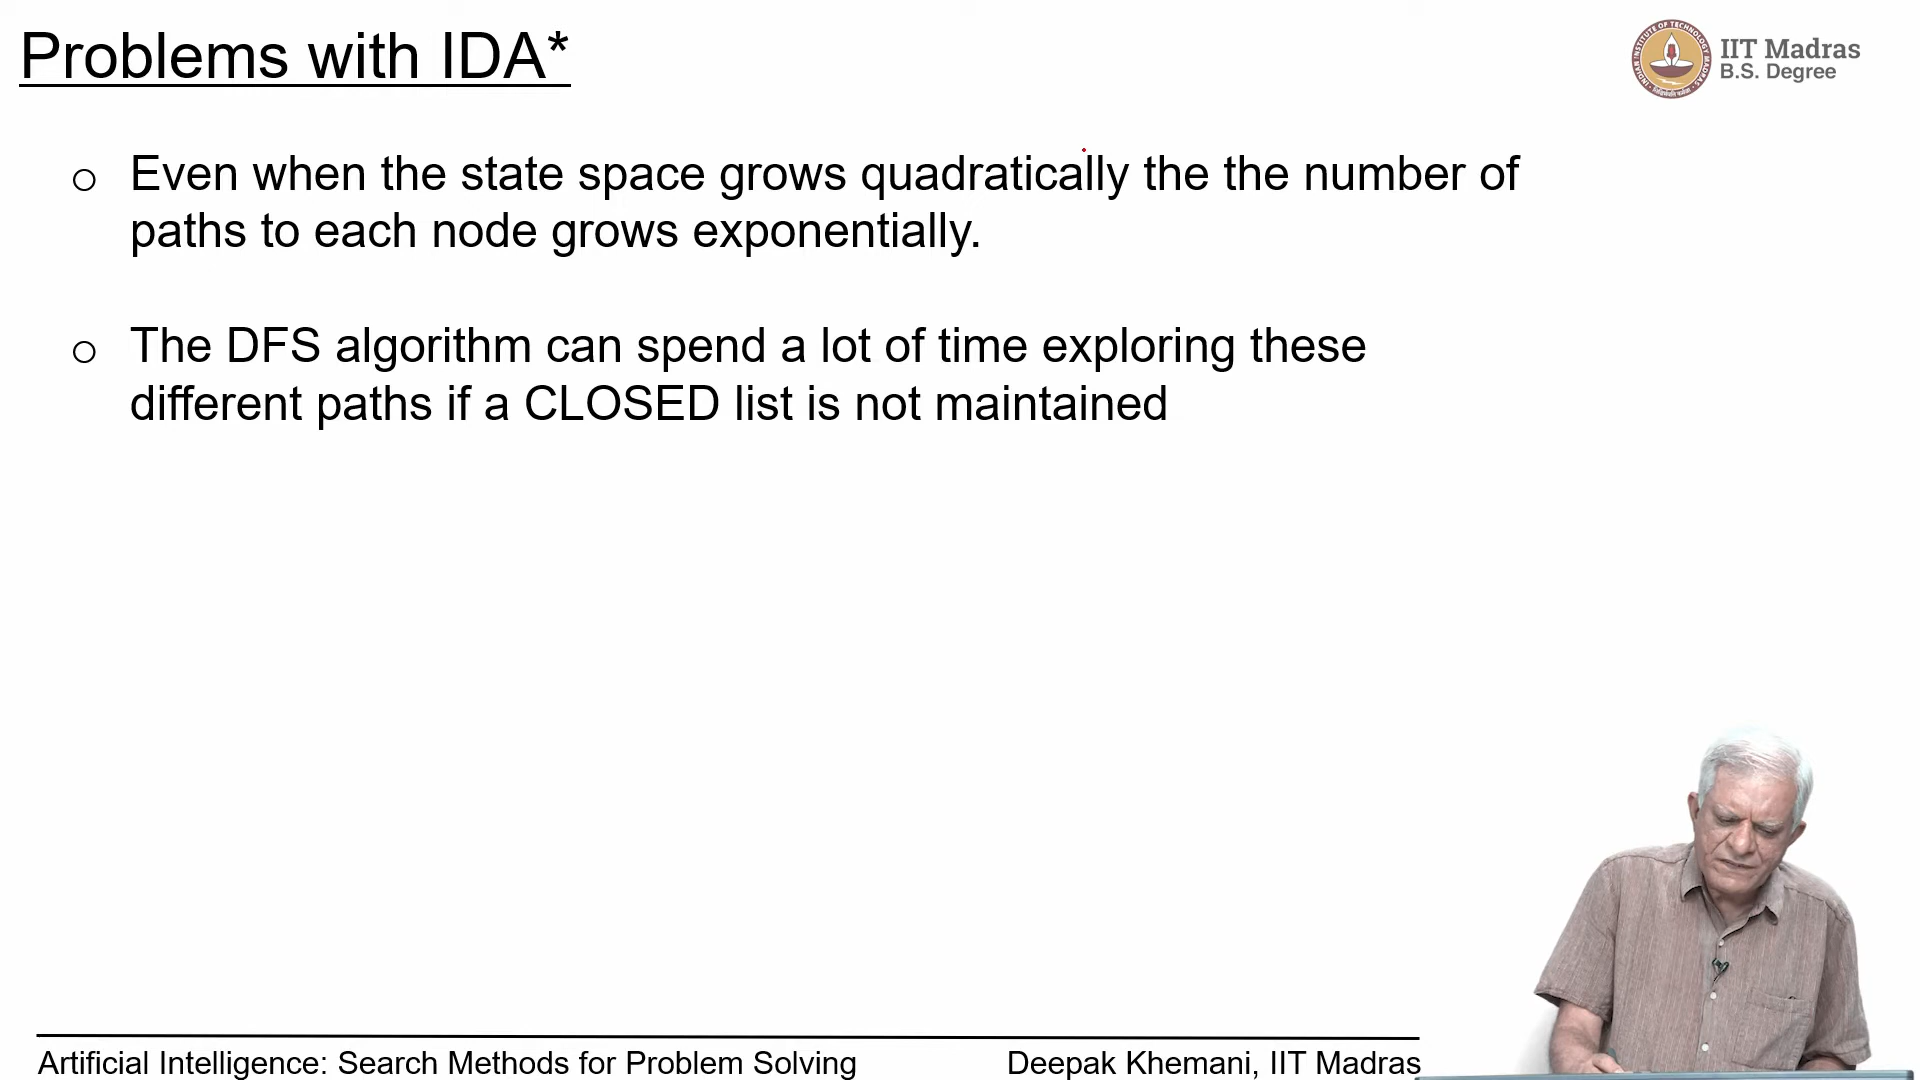 Problems with IDA*
IIT Madras
B.S. Degree
Even when the state space grows quadratically the the number of
paths to each node grows exponentially.
The DFS algorithm can spend a lot of time exploring these
different paths if a CLOSED list is not maintained
Artificial Intelligence: Search Methods for Problem Solving
Deepak Khemani, IIT Madras